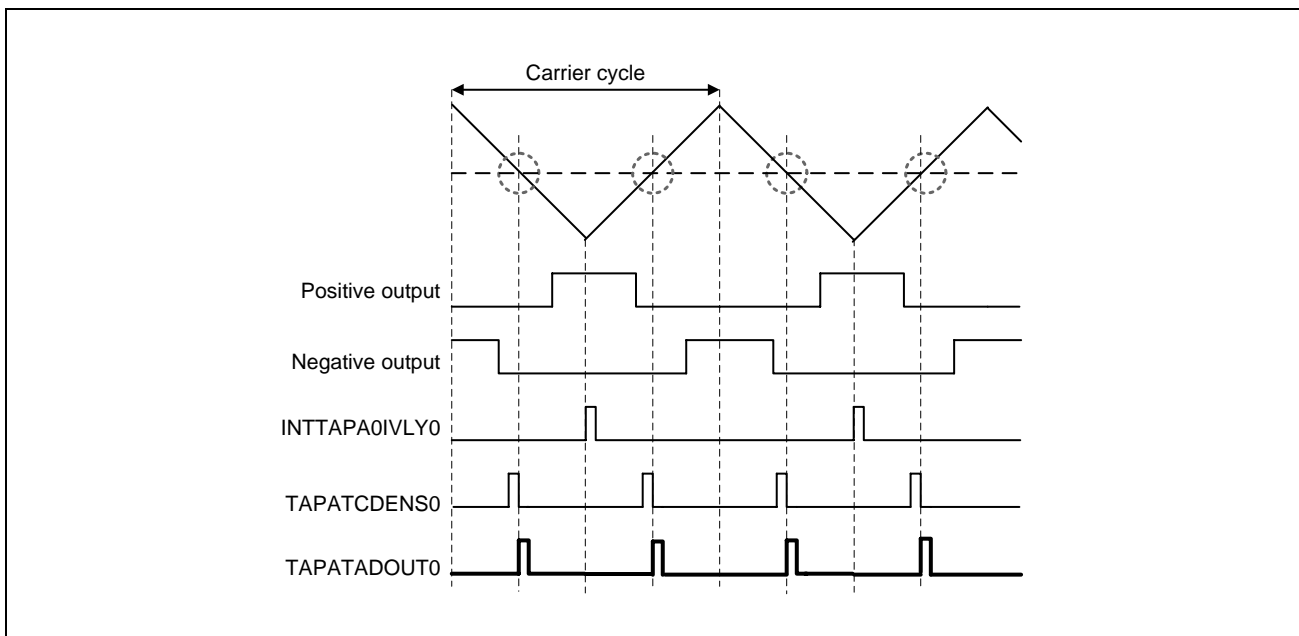 Carrier cycle
Positive output
Negative output
INTTAPA0IVLY0
TAPATCDENS0
TAPATADOUT0